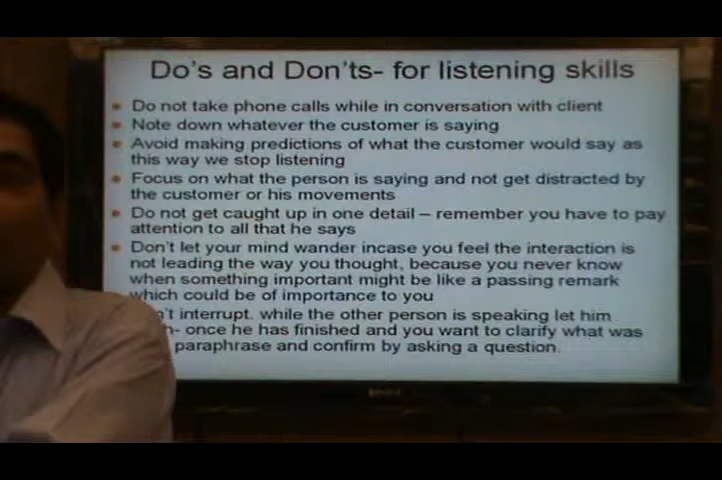 Do's and Don'ts- for listening skills
Do not take phone calls while in conversation with client
Note down whatever the customer is saying
Avoid making predictions of what the customer would say as
this way we stop listening
Focus on what the person is saying and not get distracted by
the customer or his movements
Do not get caught up in one detail – remember you have to pay
attention to all that he says
Don't let your mind wander incase you feel the interaction is
not leading the way you thought, because you never know
when something important might be like a passing remark
which could be of importance to you
interrupt. while the other person is speaking let him
once he has finished and you want to clarify what was
paraphrase and confirm by asking a question.